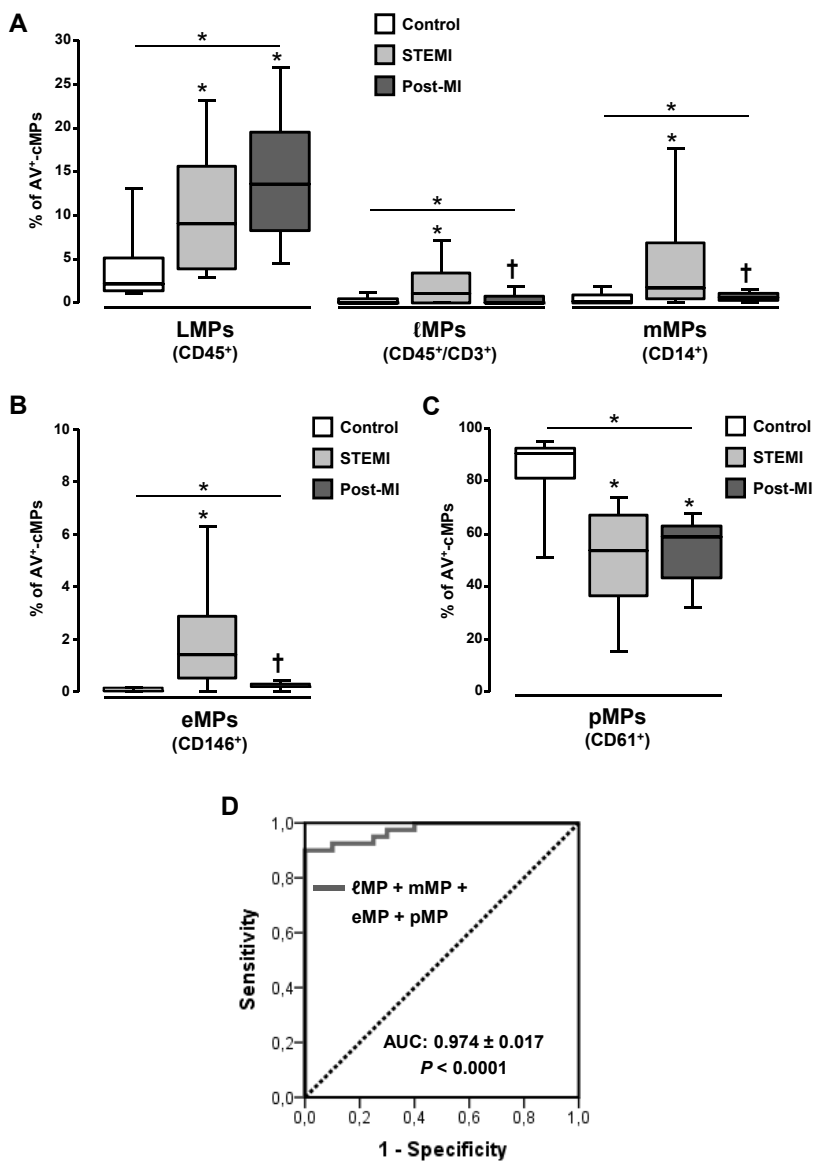 A
Control
STEMI
Post-MI
% of AV⁺-cMPs
30
25
20
15
10
5
0
*
*
*
*
*
†
*
*
†
LMPs
(CD45⁺)
ℓMPs
(CD45⁺/CD3⁺)
mMPs
(CD14⁺)
B
Control
STEMI
Post-MI
% of AV⁺-cMPs
10
8
6
4
2
0
*
*
†
eMPs
(CD146⁺)
C
Control
STEMI
Post-MI
% of AV⁺-cMPs
100
80
60
40
20
0
*
*
*
pMPs
(CD61⁺)
D
Sensitivity
1,0
0,8
0,6
0,4
0,2
0,0
ℓMP + mMP +
eMP + pMP
AUC: 0.974 ± 0.017
P < 0.0001
0,0 0,2 0,4 0,6 0,8 1,0
1 - Specificity